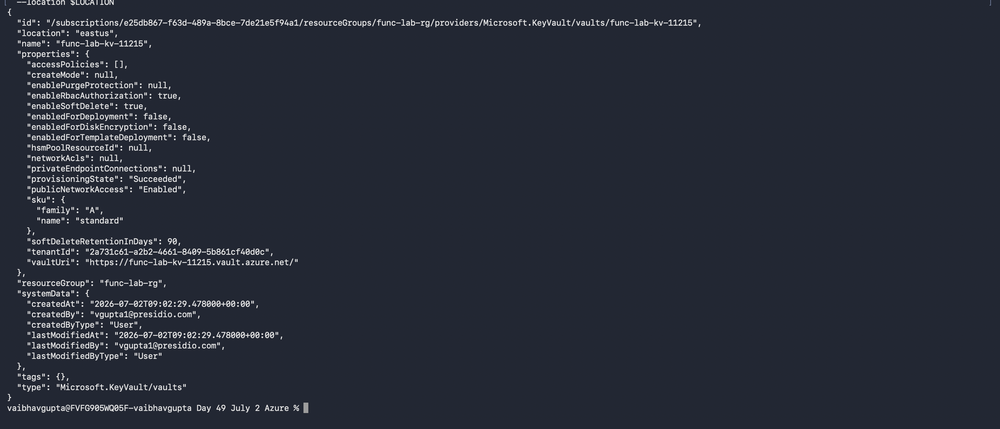 [  --location $LOCATION ]
{
  "id": "/subscriptions/e25db867-f63d-489a-8bce-7de21e5f94a1/resourceGroups/func-lab-rg/providers/Microsoft.KeyVault/vaults/func-lab-kv-11215",
  "location": "eastus",
  "name": "func-lab-kv-11215",
  "properties": {
    "accessPolicies": [],
    "createMode": null,
    "enablePurgeProtection": null,
    "enableRbacAuthorization": true,
    "enableSoftDelete": true,
    "enabledForDeployment": false,
    "enabledForDiskEncryption": false,
    "enabledForTemplateDeployment": false,
    "hsmPoolResourceId": null,
    "networkAcls": null,
    "privateEndpointConnections": null,
    "provisioningState": "Succeeded",
    "publicNetworkAccess": "Enabled",
    "sku": {
      "family": "A",
      "name": "standard"
    },
    "softDeleteRetentionInDays": 90,
    "tenantId": "2a731c61-a2b2-4661-8409-5b861cf40d0c",
    "vaultUri": "https://func-lab-kv-11215.vault.azure.net/"
  },
  "resourceGroup": "func-lab-rg",
  "systemData": {
    "createdAt": "2026-07-02T09:02:29.478000+00:00",
    "createdBy": "vgupta1@presidio.com",
    "createdByType": "User",
    "lastModifiedAt": "2026-07-02T09:02:29.478000+00:00",
    "lastModifiedBy": "vgupta1@presidio.com",
    "lastModifiedByType": "User"
  },
  "tags": {},
  "type": "Microsoft.KeyVault/vaults"
}
vaibhavgupta@FVFG905WQ05F-vaibhavgupta Day 49 July 2 Azure %